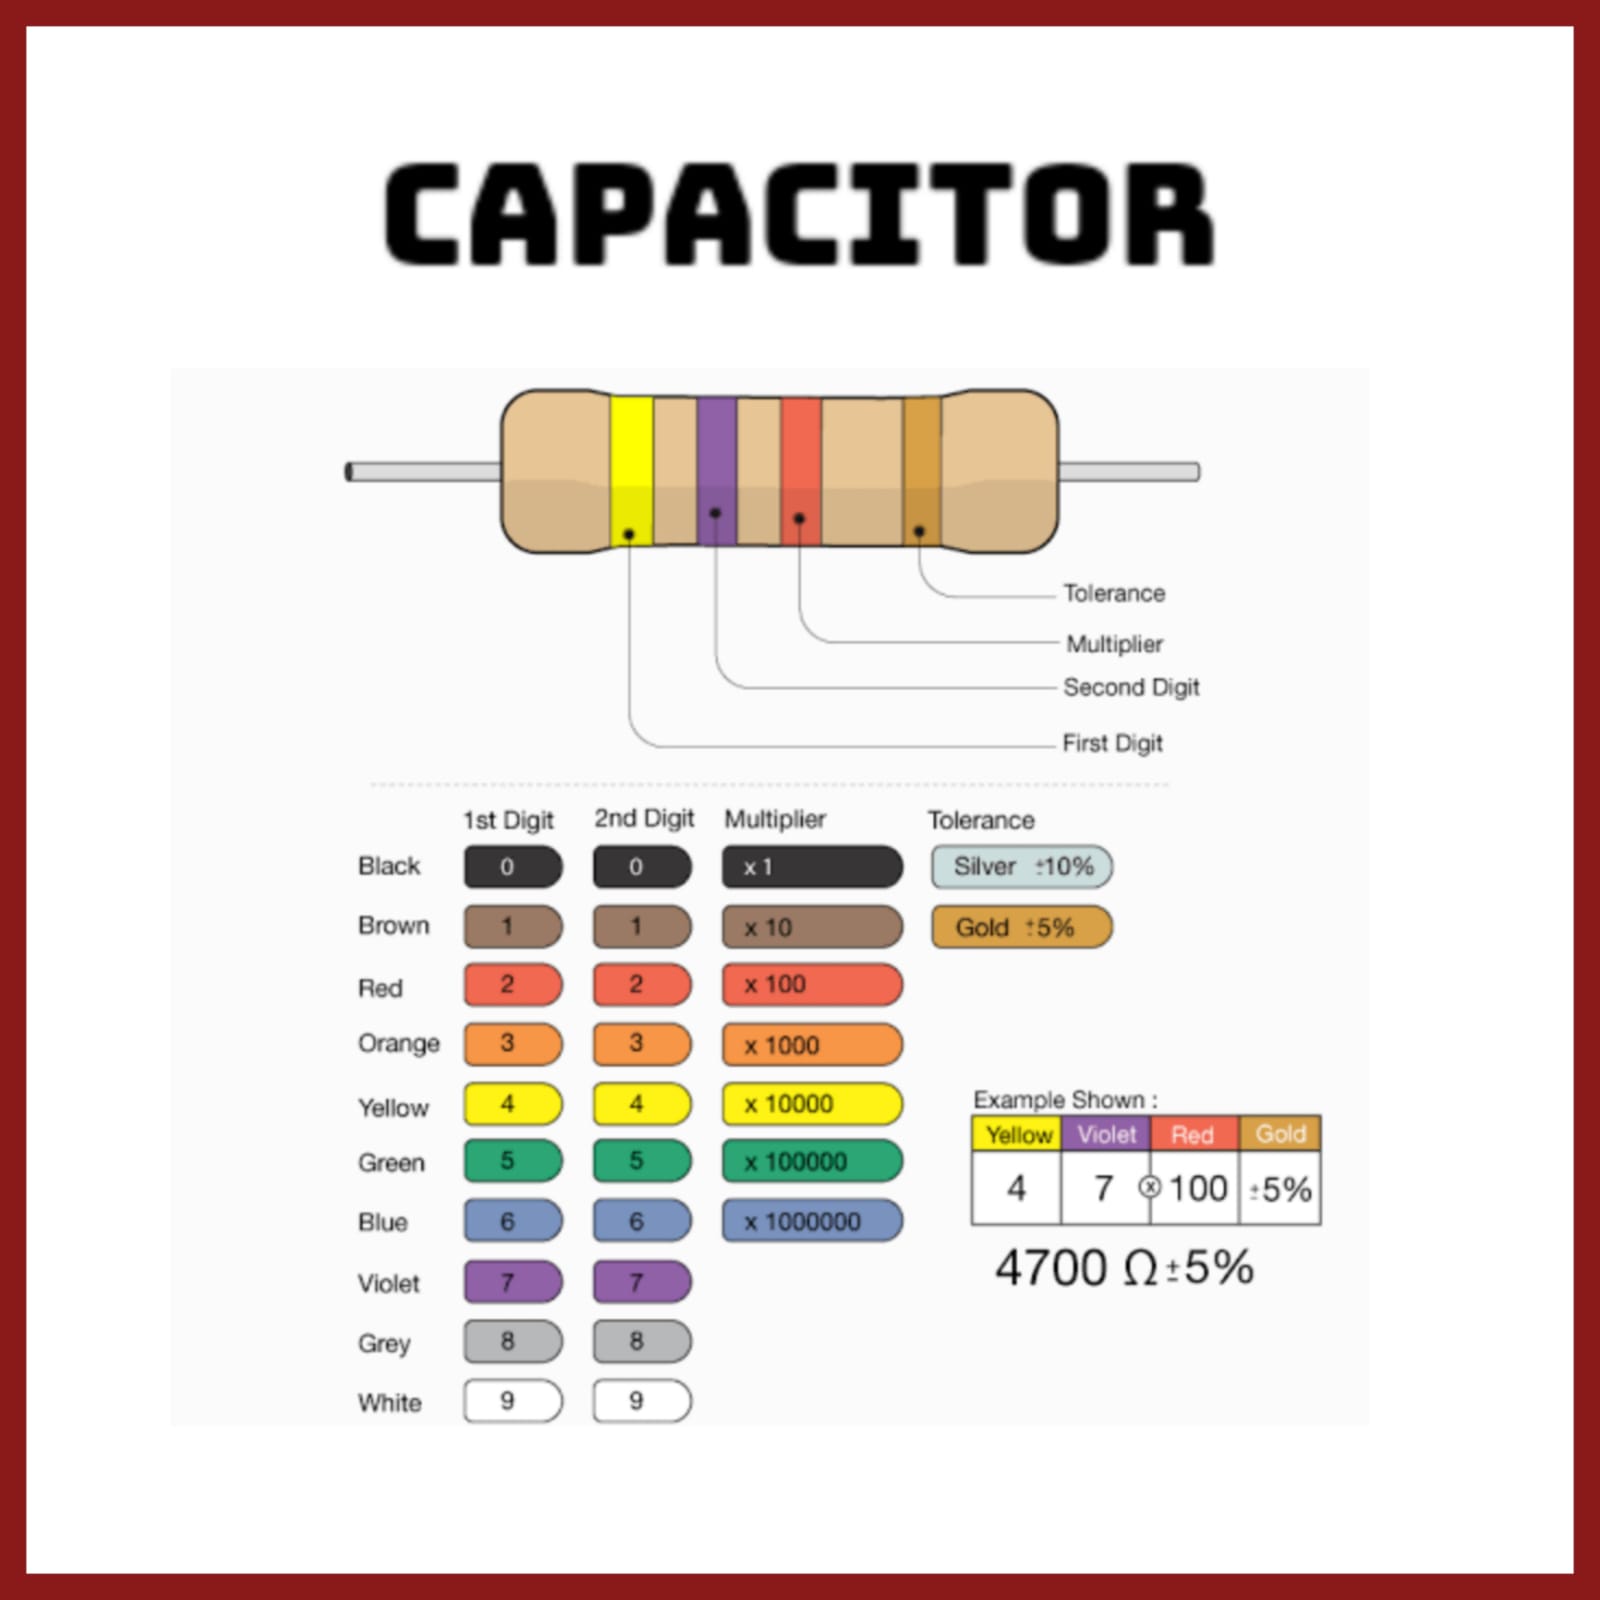 CAPACITOR
Tolerance
Multiplier
Second Digit
First Digit
1st Digit 2nd Digit Multiplier Tolerance
Black 0 0 x 1 Silver ±10%
Brown 1 1 x 10 Gold ±5%
Red 2 2 x 100
Orange 3 3 x 1000
Yellow 4 4 x 10000
Green 5 5 x 100000
Blue 6 6 x 1000000
Violet 7 7
Grey 8 8
White 9 9
Example Shown :
Yellow Violet Red Gold
4 7 ⓧ 100 ±5%
4700 Ω ±5%